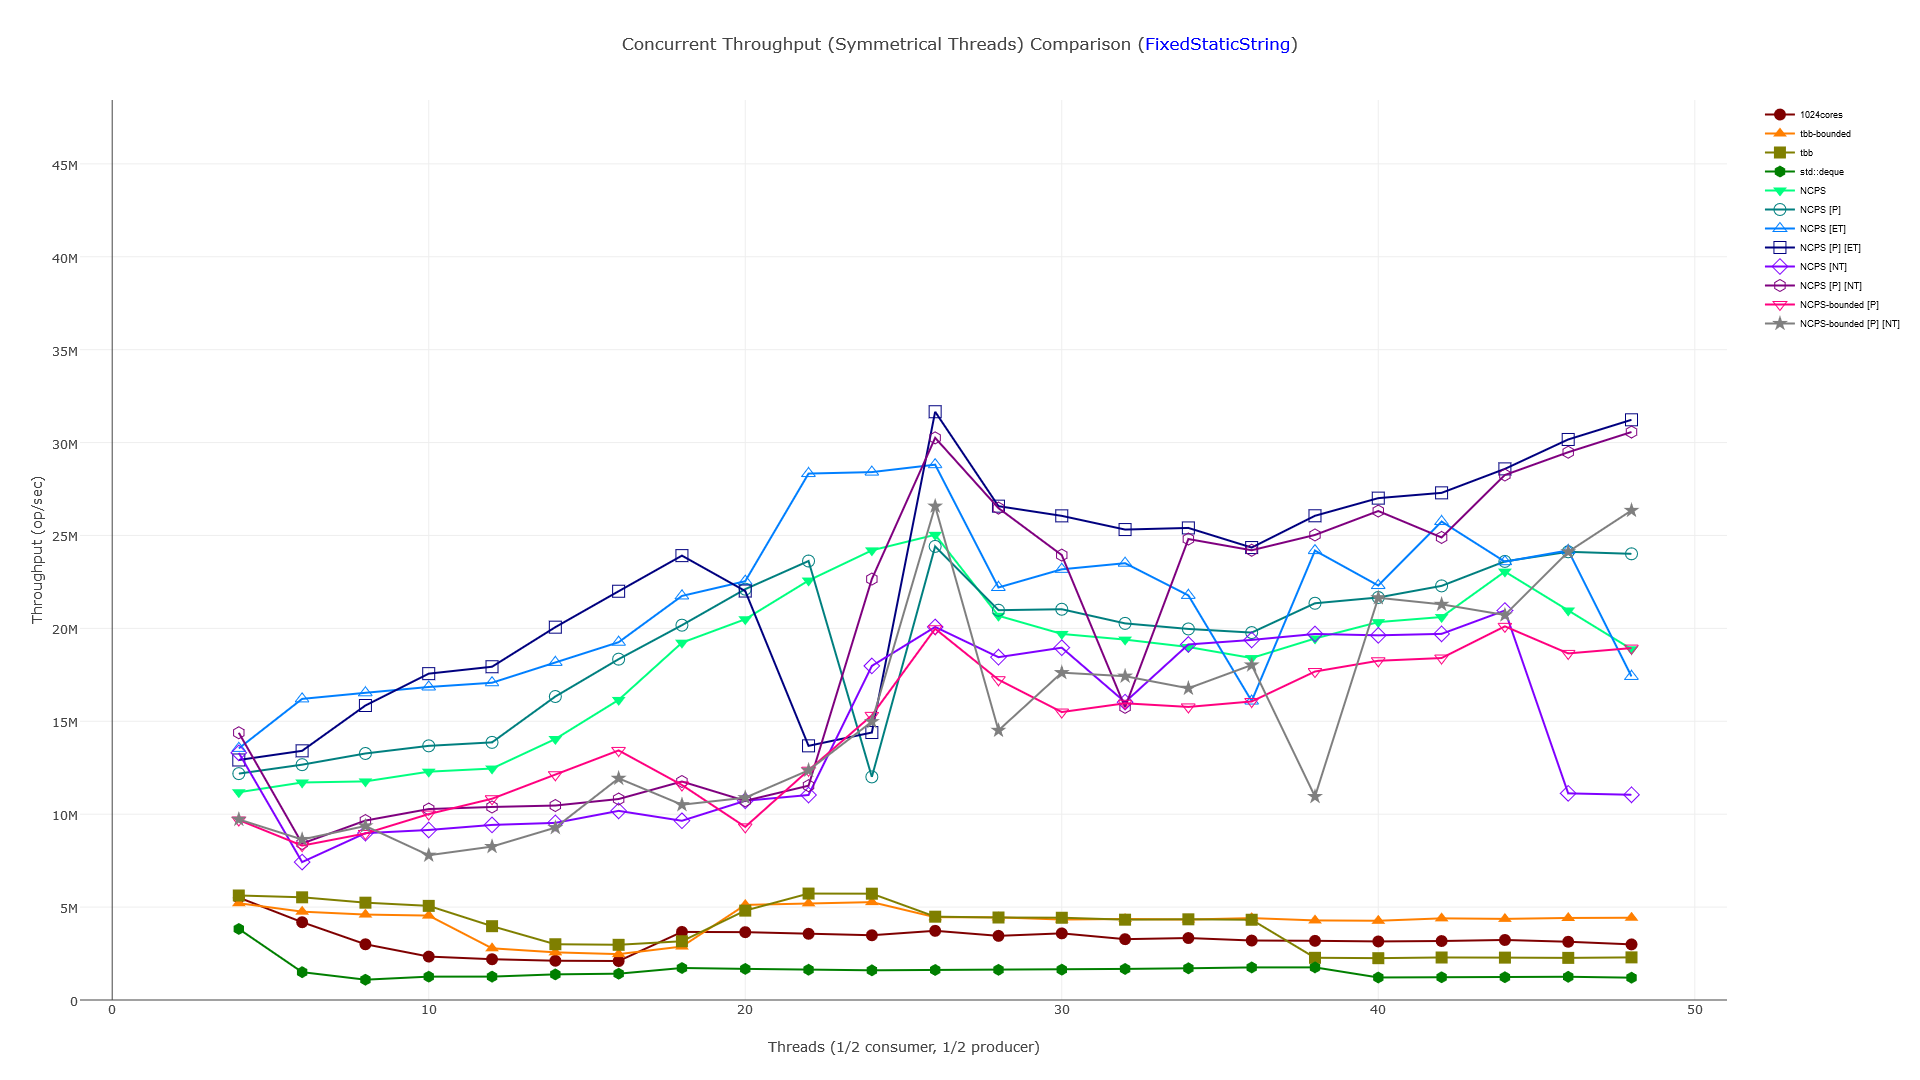 Concurrent Throughput (Symmetrical Threads) Comparison (FixedStaticString)
1024cores
tbb-bounded
tbb
std::deque
NCPS
NCPS [P]
NCPS [ET]
NCPS [P] [ET]
NCPS [NT]
NCPS [P] [NT]
NCPS-bounded [P]
NCPS-bounded [P] [NT]
45M
40M
35M
30M
25M
20M
15M
10M
5M
0
Throughput (op/sec)
0 10 20 30 40 50
Threads (1/2 consumer, 1/2 producer)